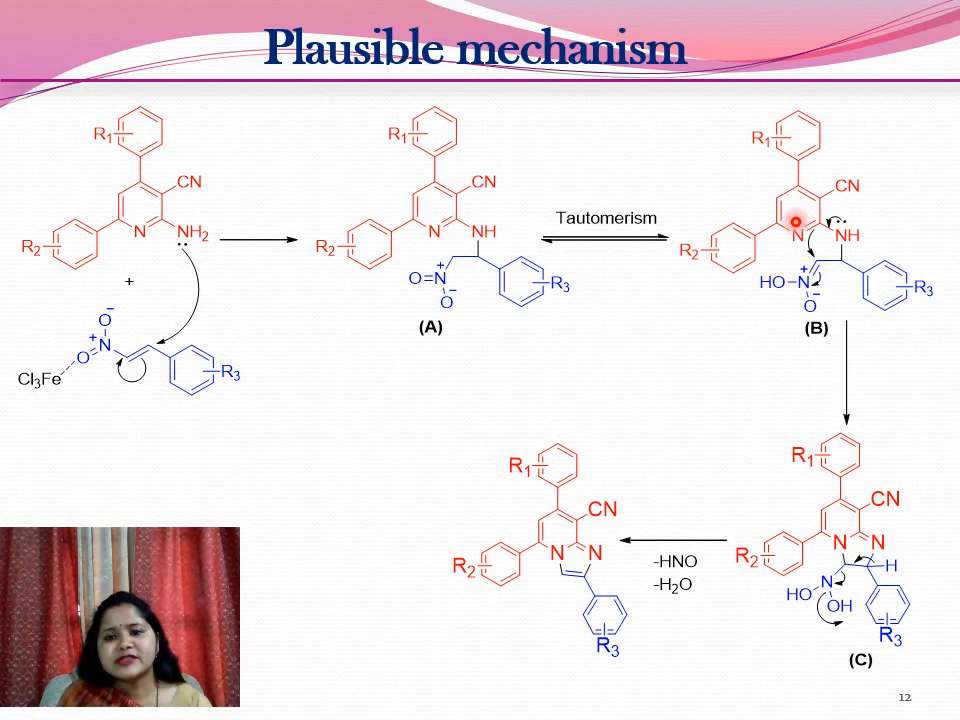 Plausible mechanism
R1
CN
N
NH2
R2
+
O
−
+
N
O
Cl3Fe
R3
R1
CN
N
NH
R2
+
O=N
−
O
R3
(A)
Tautomerism
R1
CN
N
NH
R2
+
HO−N
−
O
R3
(B)
R1
CN
N
N
R2
H
HO
N
OH
R3
(C)
-HNO
-H2O
R1
CN
N
N
R2
R3
12